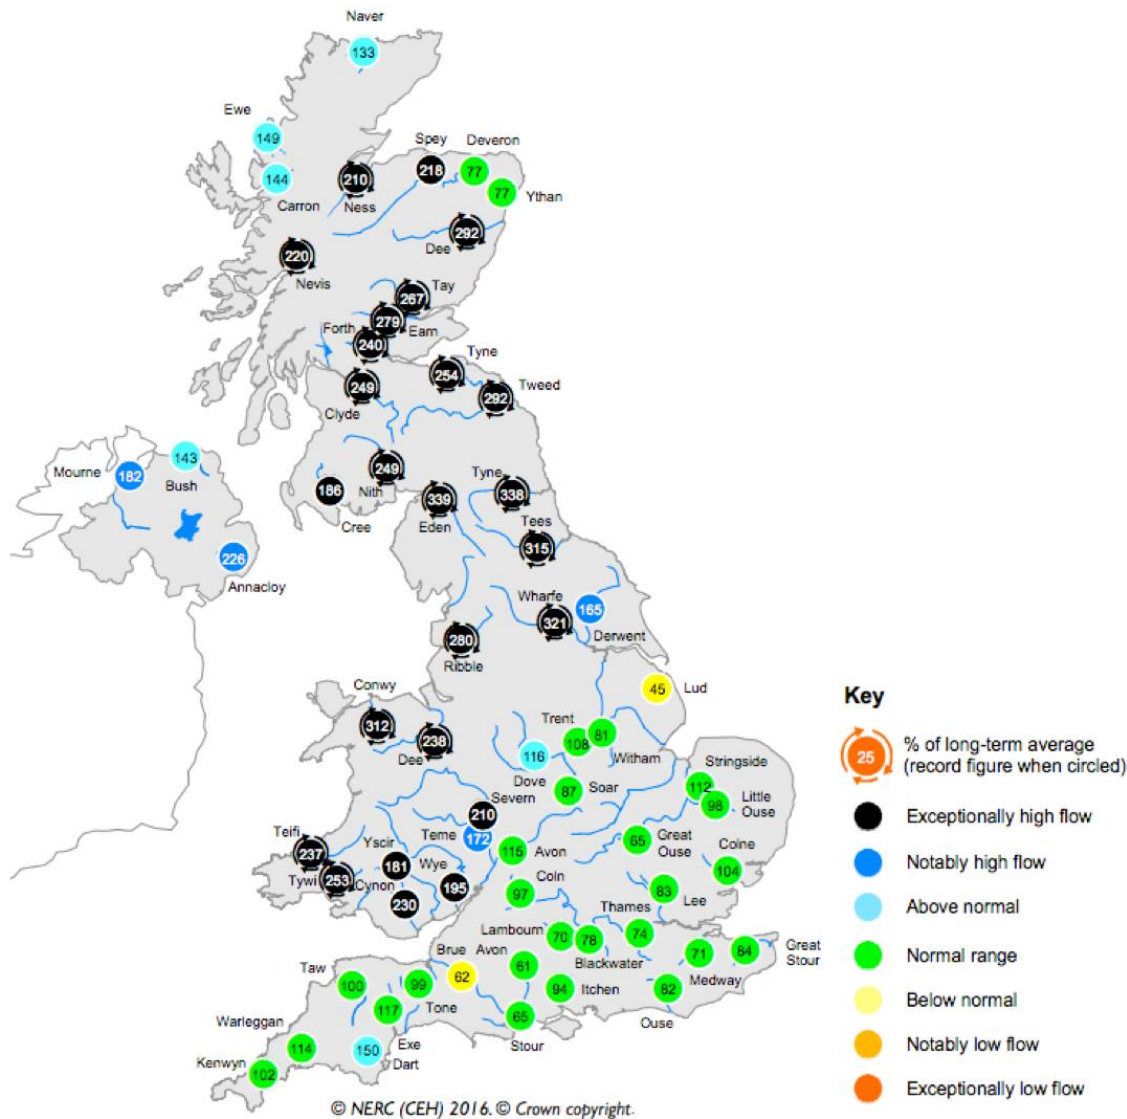 Naver
133
Ewe
149
Spey
Deveron
218
77
144
210
77
Carron
Ness
Ythan
292
Dee
220
Nevis
Tay
267
279
Forth
Earn
240
Tyne
254
249
Tweed
292
Clyde
Mourne
182
143
Bush
249
Nith
186
Cree
Tyne
338
339
Eden
Tees
315
226
Annacloy
Wharfe
165
321
Derwent
280
Ribble
45
Lud
Conwy
312
238
Dee
Trent
108
81
116
Witham
Dove
87
Soar
Stringside
112
98
Little
Ouse
Severn
210
Teme
172
Teifi
237
Yscir
181
Wye
195
Tywi
253
Cynon
230
115
Avon
65
Great
Ouse
Colne
104
Coln
97
83
Lee
Thames
74
Lambourn
70
78
Blackwater
71
84
Great
Stour
Medway
Brue
62
Avon
61
94
Itchen
82
Ouse
65
Stour
Taw
100
99
Tone
117
Exe
Warleggan
114
150
Dart
Kenwyn
102
© NERC (CEH) 2016. © Crown copyright.
Key
25
% of long-term average
(record figure when circled)
Exceptionally high flow
Notably high flow
Above normal
Normal range
Below normal
Notably low flow
Exceptionally low flow